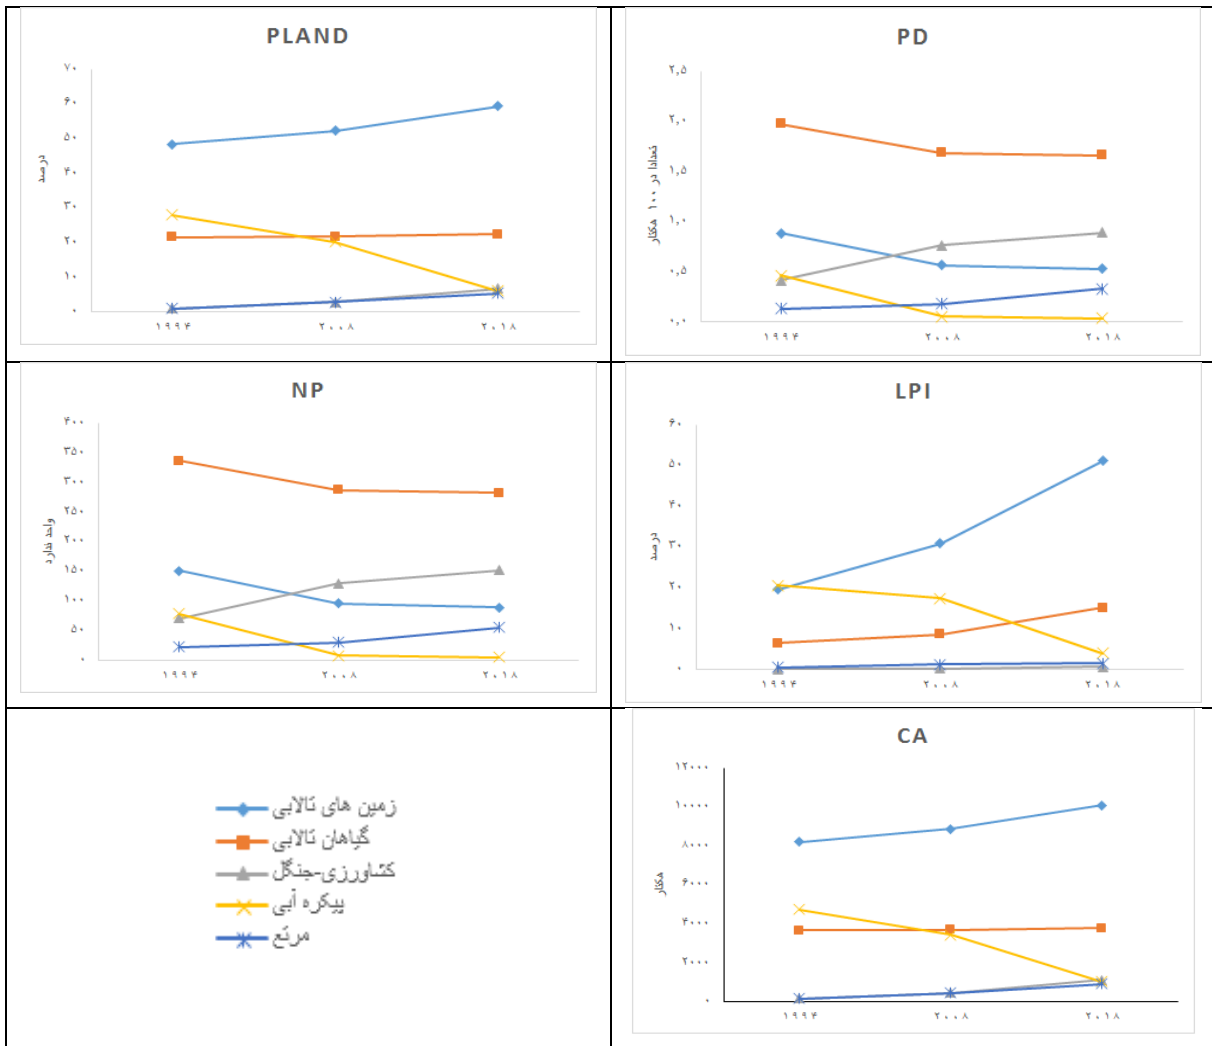 PLAND
۷۰
۶۰
۵۰
۴۰
۳۰
۲۰
۱۰
۰
درصد
۱۹۹۴ ۲۰۰۸ ۲۰۱۸
PD
۲,۵
۲,۰
۱,۵
۱,۰
۰,۵
۰,۰
تعدادا در ۱۰۰ هکتار
۱۹۹۴ ۲۰۰۸ ۲۰۱۸
NP
۴۰۰
۳۵۰
۳۰۰
۲۵۰
۲۰۰
۱۵۰
۱۰۰
۵۰
۰
واحد ندارد
۱۹۹۴ ۲۰۰۸ ۲۰۱۸
LPI
۶۰
۵۰
۴۰
۳۰
۲۰
۱۰
۰
درصد
۱۹۹۴ ۲۰۰۸ ۲۰۱۸
زمین های تالابی
گیاهان تالابی
کشاورزی-جنگل
پیکره آبی
مرتع
CA
۱۲۰۰۰
۱۰۰۰۰
۸۰۰۰
۶۰۰۰
۴۰۰۰
۲۰۰۰
۰
هکتار
۱۹۹۴ ۲۰۰۸ ۲۰۱۸